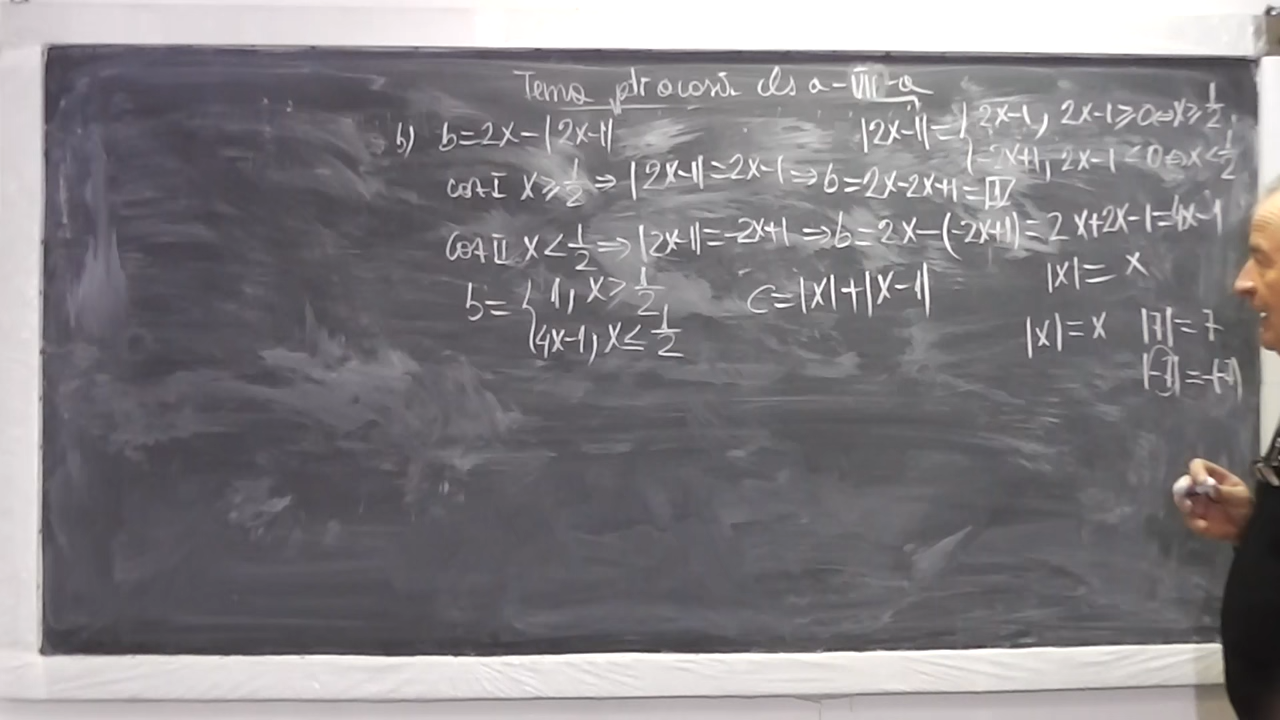 Tema ptr acasă cls a-VII-a
b) b=2x-|2x-1|
|2x-1|= { 2x-1, 2x-1≥0⇔x≥1/2
-2x+1, 2x-1<0⇔x<1/2
caz I x≥1/2 ⇒ |2x-1|=2x-1 ⇒ b=2x-2x+1=1
caz II x<1/2 ⇒ |2x-1|=-2x+1 ⇒ b=2x-(-2x+1)=2x+2x-1=4x-1
b= { 1, x≥1/2
4x-1, x≤1/2
c=|x|+|x-1|
|x|= x
|x|=x |7|=7
|-7|=-(-7)